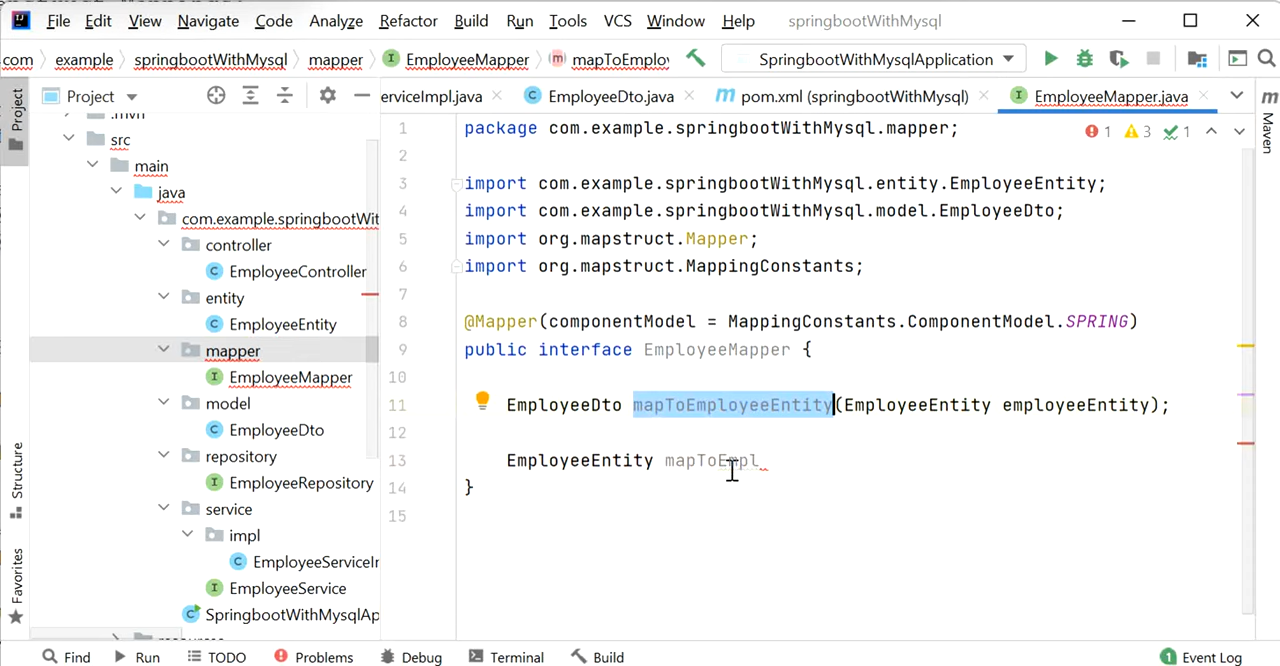 File Edit View Navigate Code Analyze Refactor Build Run Tools VCS Window Help springbootWithMysql
com example springbootWithMysql mapper EmployeeMapper mapToEmploy SpringbootWithMysqlApplication
Project
erviceImpl.java EmployeeDto.java pom.xml (springbootWithMysql) EmployeeMapper.java
Project
Structure
Favorites
Maven
.mvn
src
main
java
com.example.springbootWit
controller
EmployeeController
entity
EmployeeEntity
mapper
EmployeeMapper
model
EmployeeDto
repository
EmployeeRepository
service
impl
EmployeeServiceIr
EmployeeService
SpringbootWithMysqlAp
1 3 1
1 package com.example.springbootWithMysql.mapper;
2
3 import com.example.springbootWithMysql.entity.EmployeeEntity;
4 import com.example.springbootWithMysql.model.EmployeeDto;
5 import org.mapstruct.Mapper;
6 import org.mapstruct.MappingConstants;
7
8 @Mapper(componentModel = MappingConstants.ComponentModel.SPRING)
9 public interface EmployeeMapper {
10
11 EmployeeDto mapToEmployeeEntity(EmployeeEntity employeeEntity);
12
13 EmployeeEntity mapToEmpl
14 }
15
Find Run TODO Problems Debug Terminal Build 1 Event Log